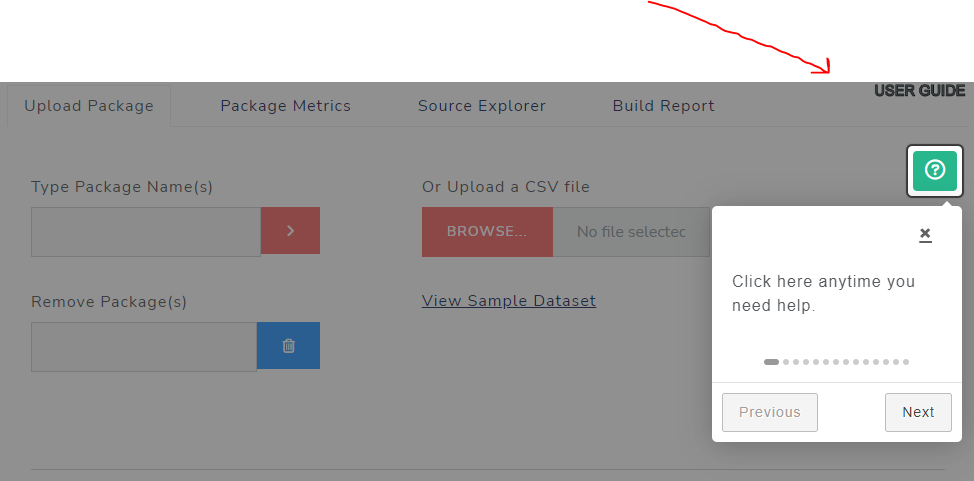 USER GUIDE
Upload Package
Package Metrics
Source Explorer
Build Report
Type Package Name(s)
Or Upload a CSV file
BROWSE...
No file selected
Remove Package(s)
View Sample Dataset
Click here anytime you
need help.
Previous
Next